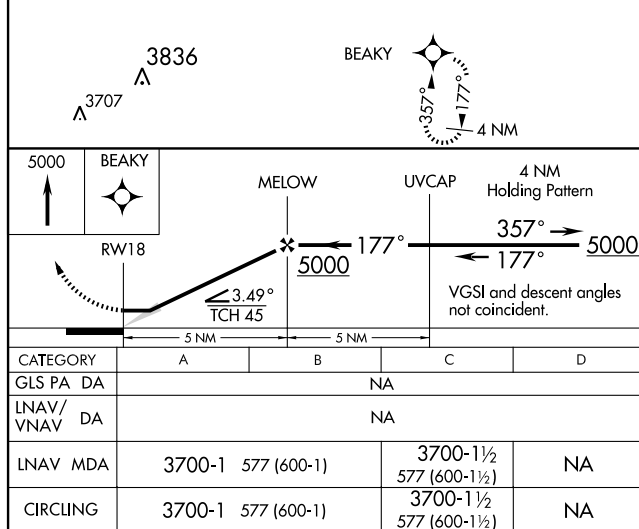 3836
3707
BEAKY
357°
177°
4 NM
5000
BEAKY
MELOW
UVCAP
4 NM
Holding Pattern
RW18
177°
5000
357°
177°
5000
3.49°
TCH 45
VGSI and descent angles
not coincident.
5 NM
5 NM
CATEGORY A B C D
GLS PA DA NA
LNAV/
VNAV DA NA
LNAV MDA 3700-1 577 (600-1) 3700-1½
577 (600-1½) NA
CIRCLING 3700-1 577 (600-1) 3700-1½
577 (600-1½) NA